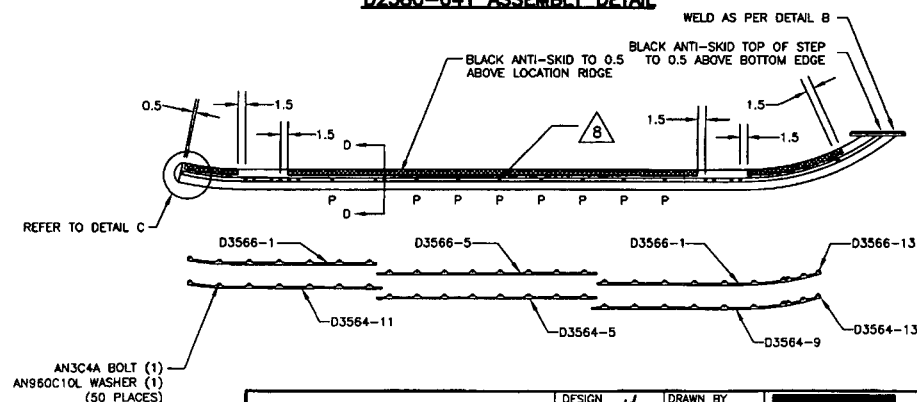 D2580-041 ASSEMBLY DETAIL
WELD AS PER DETAIL B
BLACK ANTI-SKID TO 0.5
ABOVE LOCATION RIDGE
BLACK ANTI-SKID TOP OF STEP
TO 0.5 ABOVE BOTTOM EDGE
0.5
1.5
1.5
8
1.5
1.5
1.5
D
D
P P P P P P P P
REFER TO DETAIL C
D3566-1
D3566-5
D3566-1
D3566-13
D3564-11
D3564-5
D3564-9
D3564-13
AN3C4A BOLT (1)
AN960C10L WASHER (1)
(50 PLACES)
DESIGN
DRAWN BY